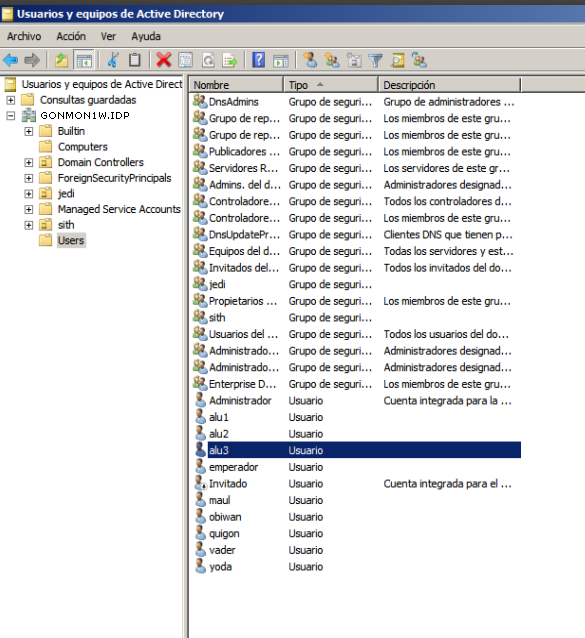 Usuarios y equipos de Active Directory
Archivo Acción Ver Ayuda
Usuarios y equipos de Active Direct
Consultas guardadas
GONMON1W.IDP
Builtin
Computers
Domain Controllers
ForeignSecurityPrincipals
jedi
Managed Service Accounts
sith
Users
Nombre Tipo Descripción
DnsAdmins Grupo de seguri... Grupo de administradores ...
Grupo de rep... Grupo de seguri... Los miembros de este gru...
Grupo de rep... Grupo de seguri... Los miembros de este gru...
Publicadores ... Grupo de seguri... Los miembros de este gru...
Servidores R... Grupo de seguri... Los servidores de este gr...
Admins. del d... Grupo de seguri... Administradores designad...
Controladore... Grupo de seguri... Todos los controladores d...
Controladore... Grupo de seguri... Los miembros de este gru...
DnsUpdatePr... Grupo de seguri... Clientes DNS que tienen p...
Equipos del d... Grupo de seguri... Todas los servidores y est...
Invitados del... Grupo de seguri... Todos los invitados del do...
jedi Grupo de seguri...
Propietarios ... Grupo de seguri... Los miembros de este gru...
sith Grupo de seguri...
Usuarios del ... Grupo de seguri... Todos los usuarios del do...
Administrado... Grupo de seguri... Administradores designad...
Administrado... Grupo de seguri... Administradores designad...
Enterprise D... Grupo de seguri... Los miembros de este gru...
Administrador Usuario Cuenta integrada para la ...
alu1 Usuario
alu2 Usuario
alu3 Usuario
emperador Usuario
Invitado Usuario Cuenta integrada para el ...
maul Usuario
obiwan Usuario
quigon Usuario
vader Usuario
yoda Usuario